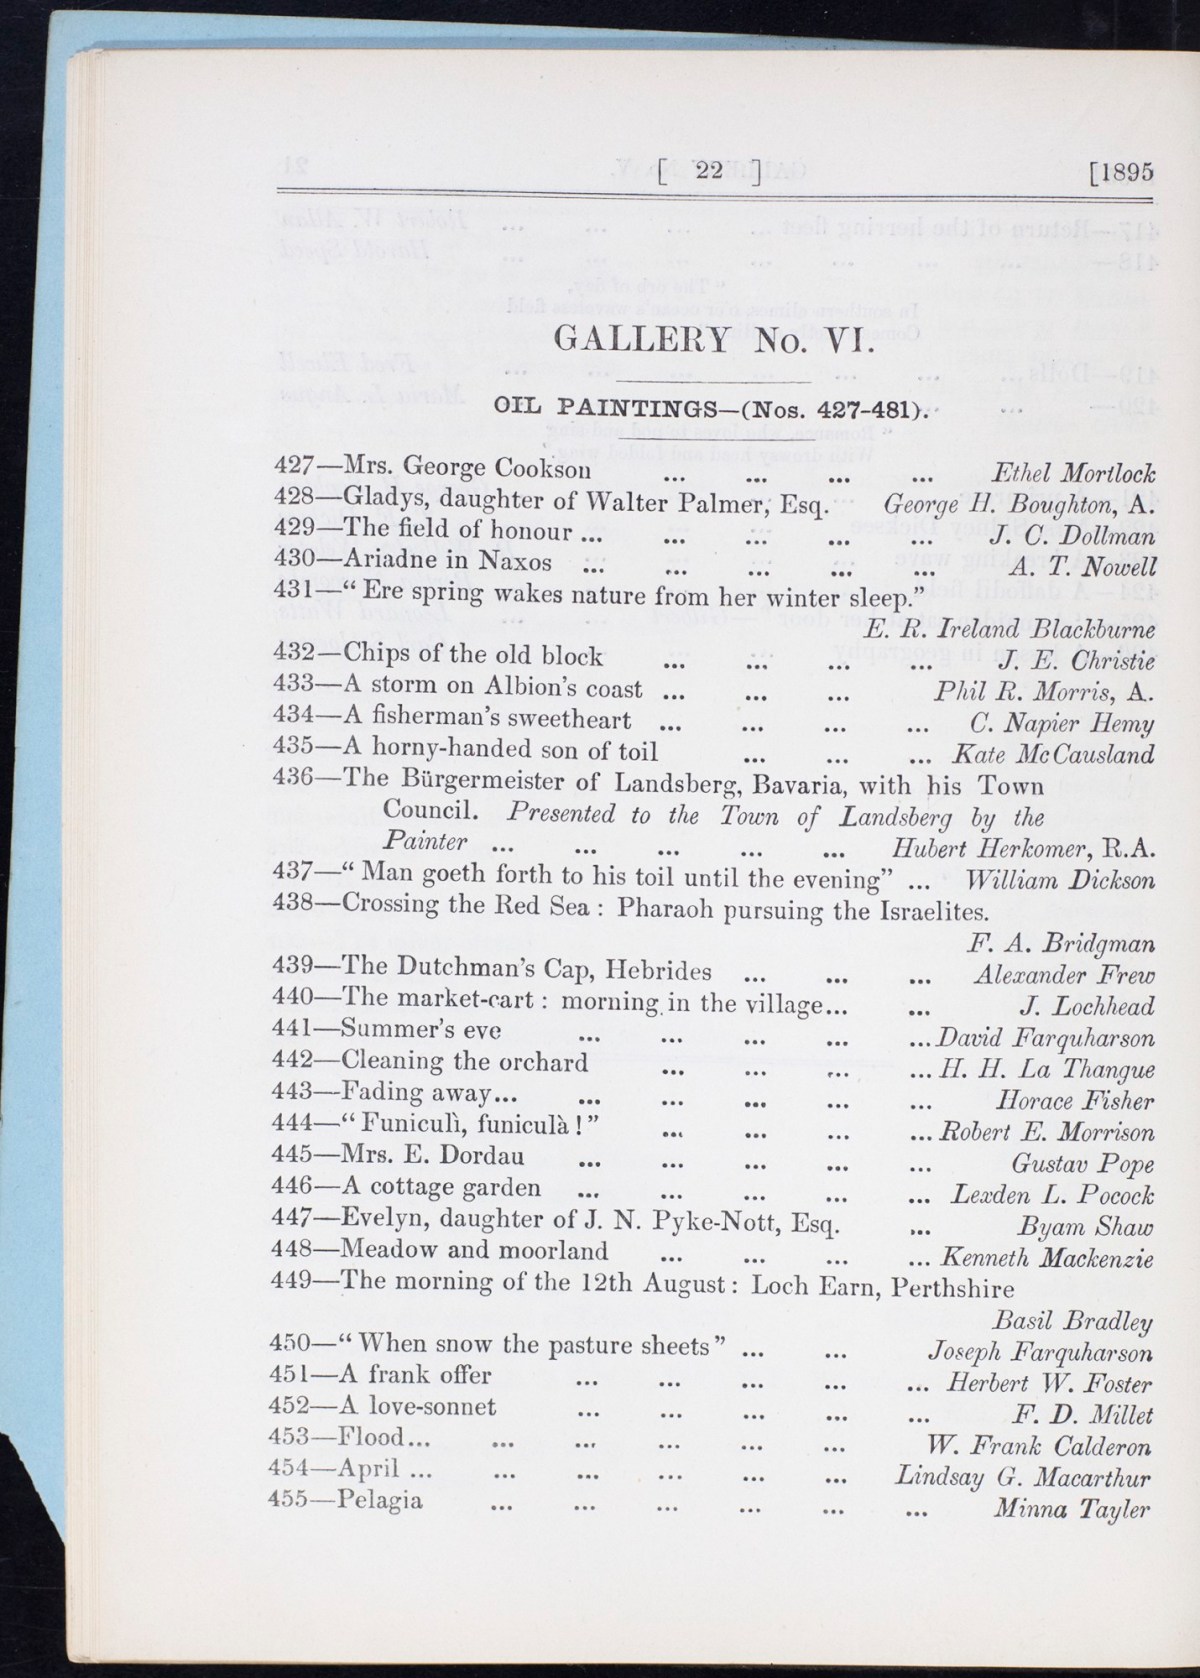 [ 22 ] [1895
GALLERY No. VI.
OIL PAINTINGS—(Nos. 427-481).
427—Mrs. George Cookson ... ... ... ... Ethel Mortlock
428—Gladys, daughter of Walter Palmer, Esq. George H. Boughton, A.
429—The field of honour ... ... ... ... ... J. C. Dollman
430—Ariadne in Naxos ... ... ... ... ... A. T. Nowell
431—“ Ere spring wakes nature from her winter sleep.”
E. R. Ireland Blackburne
432—Chips of the old block ... ... ... ... J. E. Christie
433—A storm on Albion's coast ... ... ... Phil R. Morris, A.
434—A fisherman's sweetheart ... ... ... ... C. Napier Hemy
435—A horny-handed son of toil ... ... ... Kate McCausland
436—The Bürgermeister of Landsberg, Bavaria, with his Town
Council. Presented to the Town of Landsberg by the
Painter ... ... ... ... ... Hubert Herkomer, R.A.
437—“ Man goeth forth to his toil until the evening” ... William Dickson
438—Crossing the Red Sea : Pharaoh pursuing the Israelites.
F. A. Bridgman
439—The Dutchman's Cap, Hebrides ... ... ... Alexander Frew
440—The market-cart : morning in the village... ... J. Lochhead
441—Summer's eve ... ... ... ... ... David Farquharson
442—Cleaning the orchard ... ... ... ... H. H. La Thangue
443—Fading away... ... ... ... ... ... Horace Fisher
444—“ Funiculì, funiculà ! ” ... ... ... ... Robert E. Morrison
445—Mrs. E. Dordau ... ... ... ... ... Gustav Pope
446—A cottage garden ... ... ... ... ... Lexden L. Pocock
447—Evelyn, daughter of J. N. Pyke-Nott, Esq. ... Byam Shaw
448—Meadow and moorland ... ... ... ... Kenneth Mackenzie
449—The morning of the 12th August : Loch Earn, Perthshire
Basil Bradley
450—“ When snow the pasture sheets ” ... ... Joseph Farquharson
451—A frank offer ... ... ... ... ... Herbert W. Foster
452—A love-sonnet ... ... ... ... ... F. D. Millet
453—Flood... ... ... ... ... ... W. Frank Calderon
454—April ... ... ... ... ... ... Lindsay G. Macarthur
455—Pelagia ... ... ... ... ... ... Minna Tayler